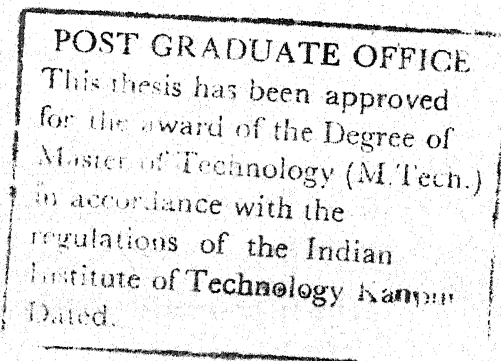 POST GRADUATE OFFICE
This thesis has been approved
for the award of the Degree of
Master of Technology (M.Tech.)
in accordance with the
regulations of the Indian
Institute of Technology Kanpur
Dated.